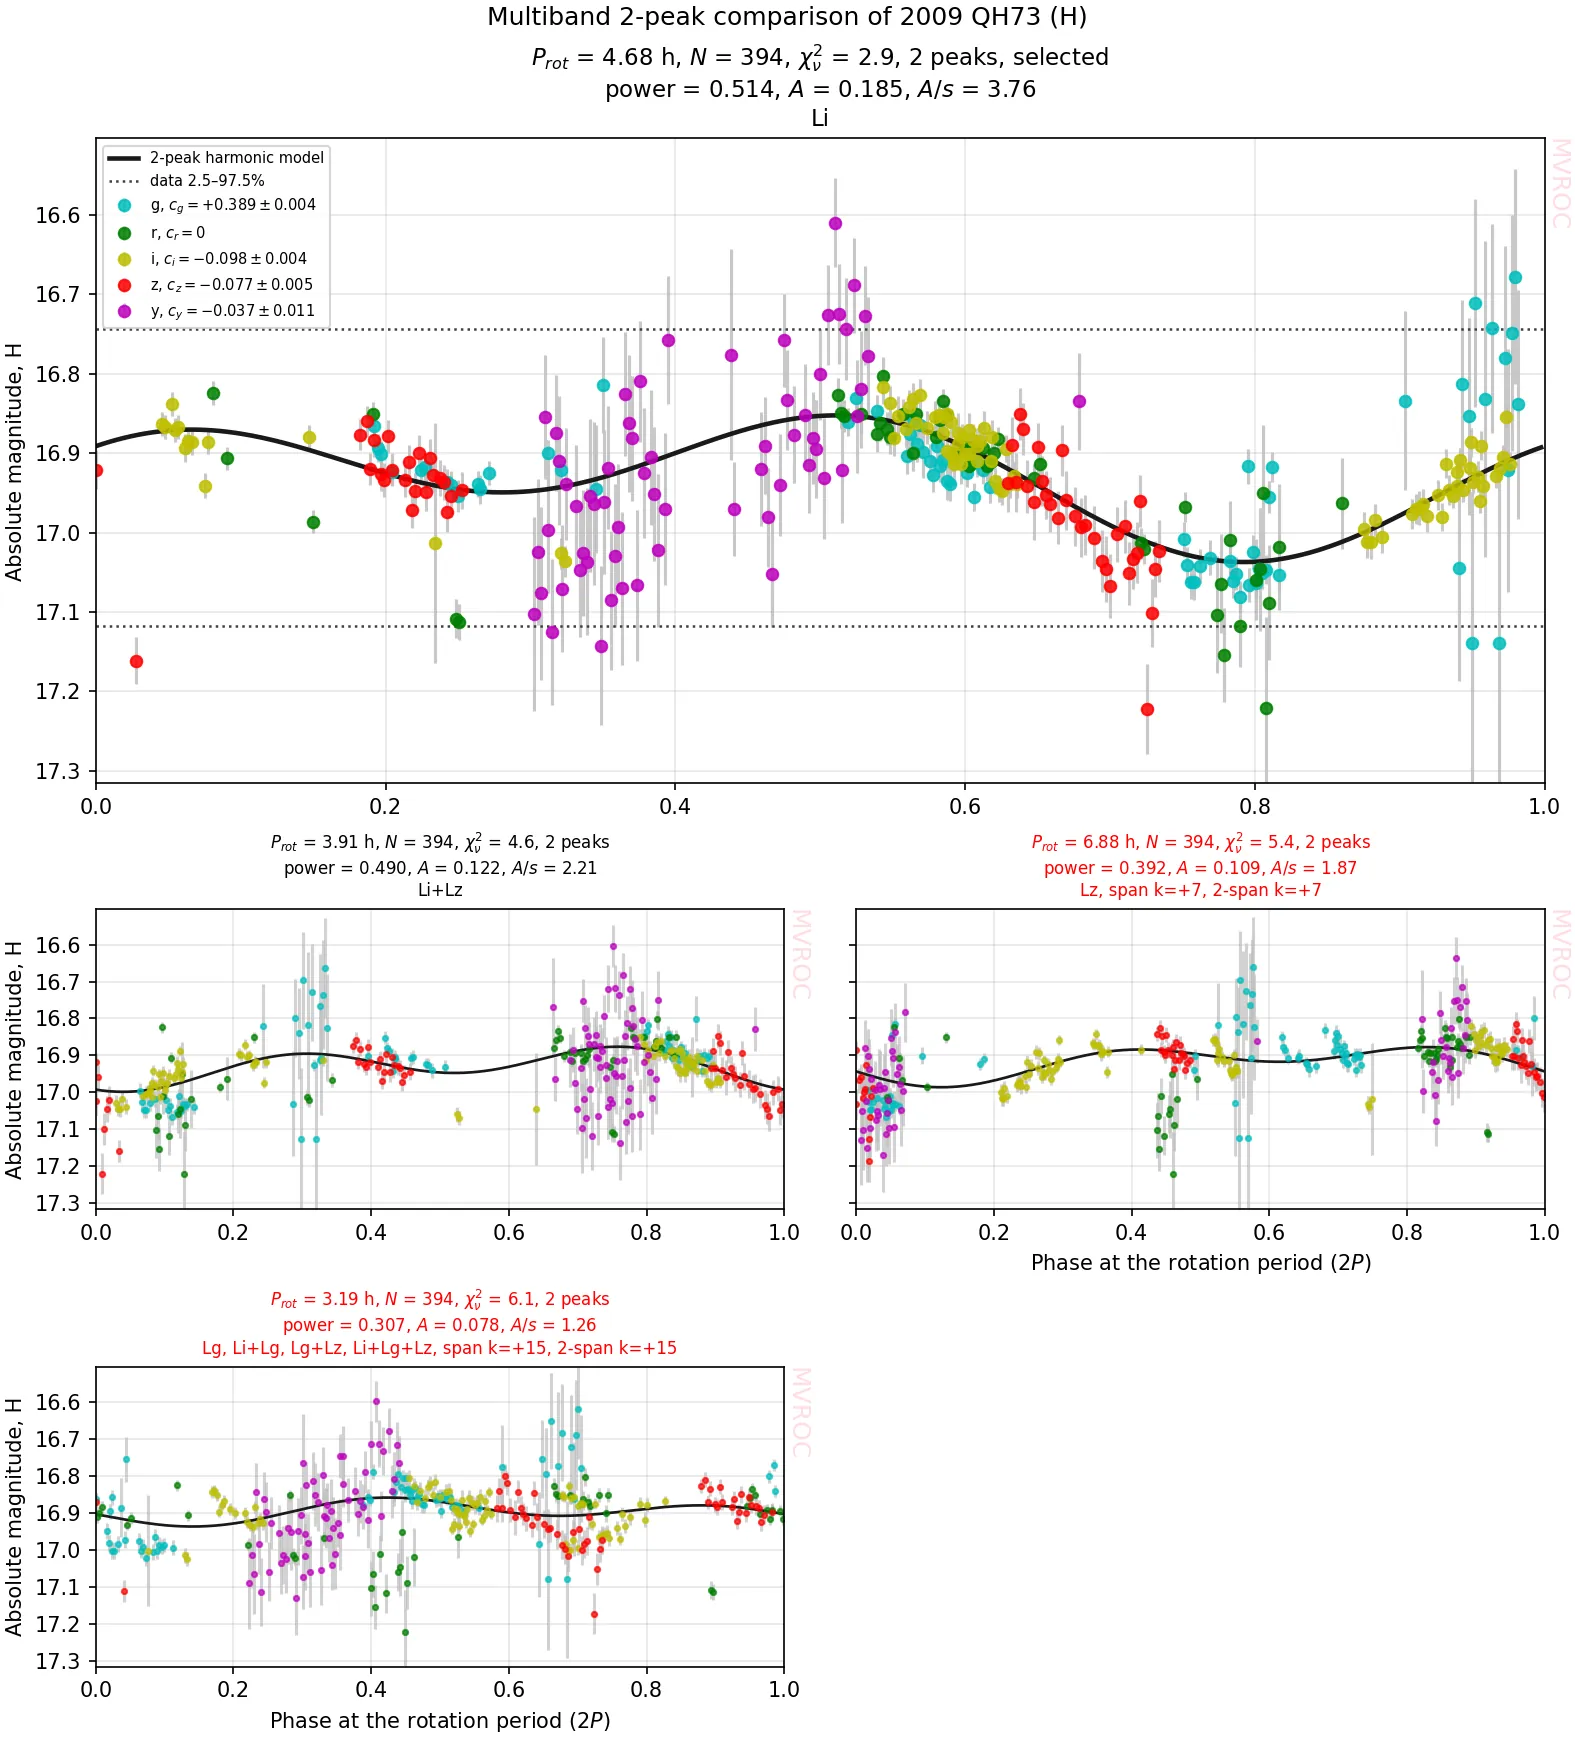 Multiband 2-peak comparison of 2009 QH73 (H)
P_rot = 4.68 h, N = 394, χ²_ν = 2.9, 2 peaks, selected
power = 0.514, A = 0.185, A/s = 3.76
Li
2-peak harmonic model
data 2.5–97.5%
g, c_g = +0.389 ± 0.004
r, c_r = 0
i, c_i = −0.098 ± 0.004
z, c_z = −0.077 ± 0.005
y, c_y = −0.037 ± 0.011
MVROC
Absolute magnitude, H
16.6
16.7
16.8
16.9
17.0
17.1
17.2
17.3
0.0 0.2 0.4 0.6 0.8 1.0
P_rot = 3.91 h, N = 394, χ²_ν = 4.6, 2 peaks
power = 0.490, A = 0.122, A/s = 2.21
Li+Lz
MVROC
Absolute magnitude, H
16.6
16.7
16.8
16.9
17.0
17.1
17.2
17.3
0.0 0.2 0.4 0.6 0.8 1.0
P_rot = 6.88 h, N = 394, χ²_ν = 5.4, 2 peaks
power = 0.392, A = 0.109, A/s = 1.87
Lz, span k=+7, 2-span k=+7
MVROC
0.0 0.2 0.4 0.6 0.8 1.0
Phase at the rotation period (2P)
P_rot = 3.19 h, N = 394, χ²_ν = 6.1, 2 peaks
power = 0.307, A = 0.078, A/s = 1.26
Lg, Li+Lg, Lg+Lz, Li+Lg+Lz, span k=+15, 2-span k=+15
MVROC
Absolute magnitude, H
16.6
16.7
16.8
16.9
17.0
17.1
17.2
17.3
0.0 0.2 0.4 0.6 0.8 1.0
Phase at the rotation period (2P)